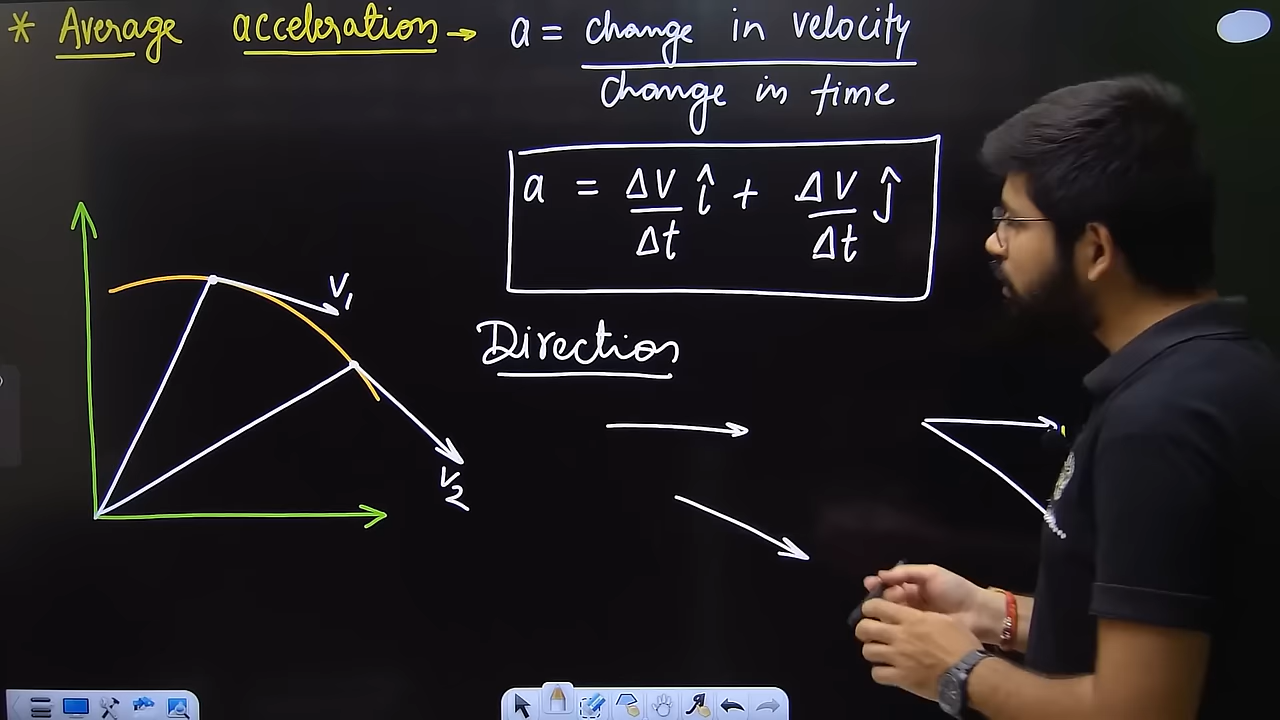 * Average acceleration → a = change in velocity
change in time
a = ΔV/Δt î + ΔV/Δt ĵ
V₁
Direction
V₂